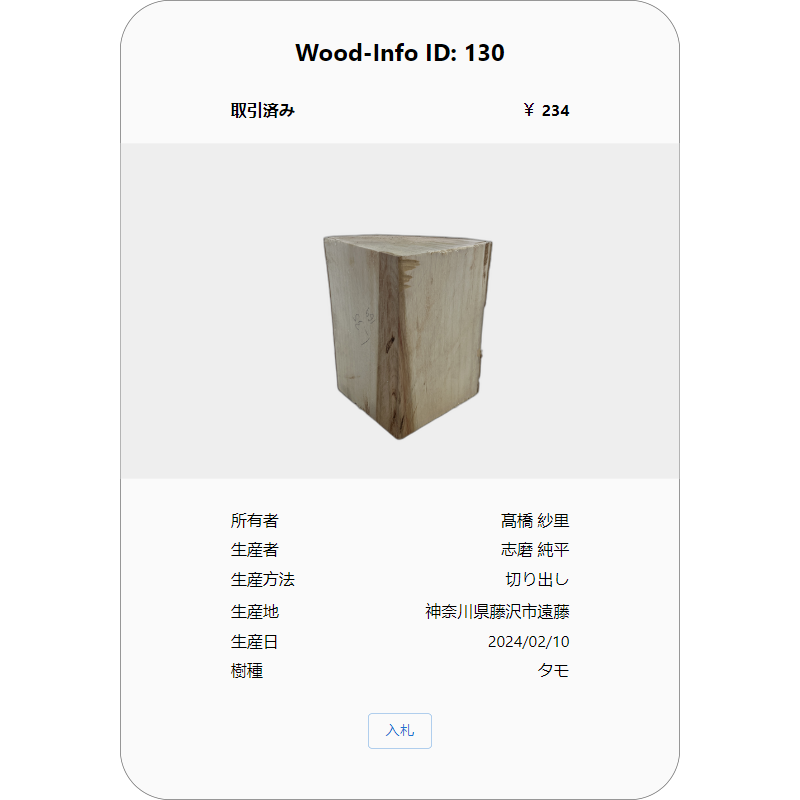 Wood-Info ID: 130
取引済み ¥ 234
所有者 髙橋 紗里
生産者 志磨 純平
生産方法 切り出し
生産地 神奈川県藤沢市遠藤
生産日 2024/02/10
樹種 タモ
入札